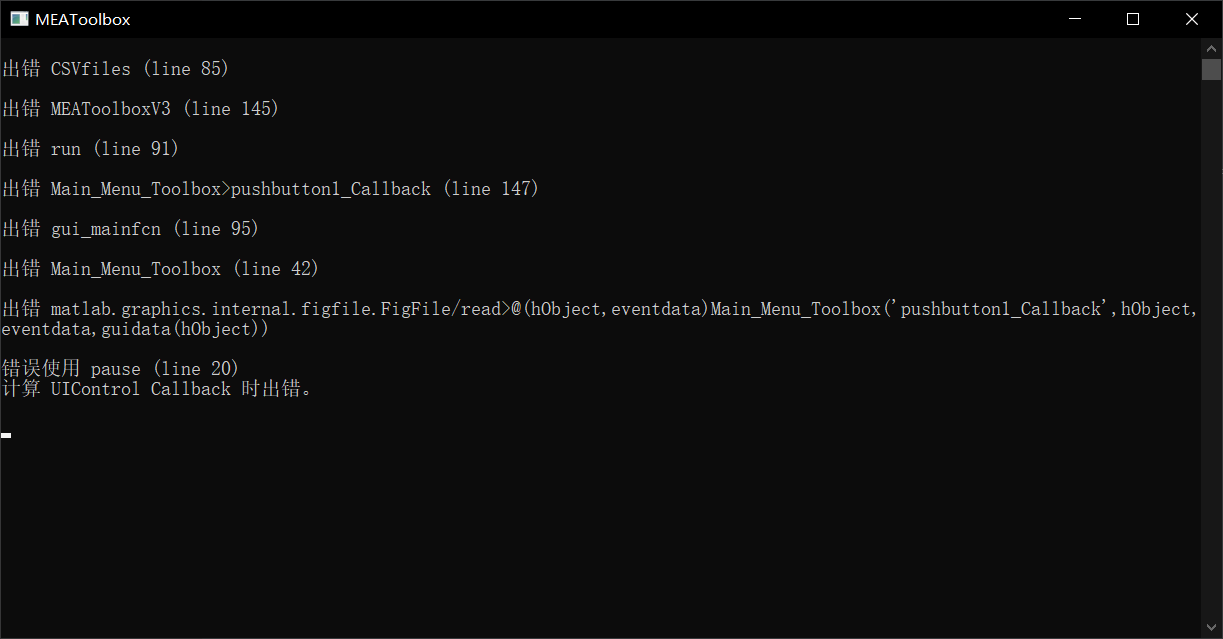 MEAToolbox
出错 CSVfiles (line 85)
出错 MEAToolboxV3 (line 145)
出错 run (line 91)
出错 Main_Menu_Toolbox>pushbutton1_Callback (line 147)
出错 gui_mainfcn (line 95)
出错 Main_Menu_Toolbox (line 42)
出错 matlab.graphics.internal.figfile.FigFile/read>@(hObject,eventdata)Main_Menu_Toolbox('pushbutton1_Callback',hObject,
eventdata,guidata(hObject))
错误使用 pause (line 20)
计算 UIControl Callback 时出错。